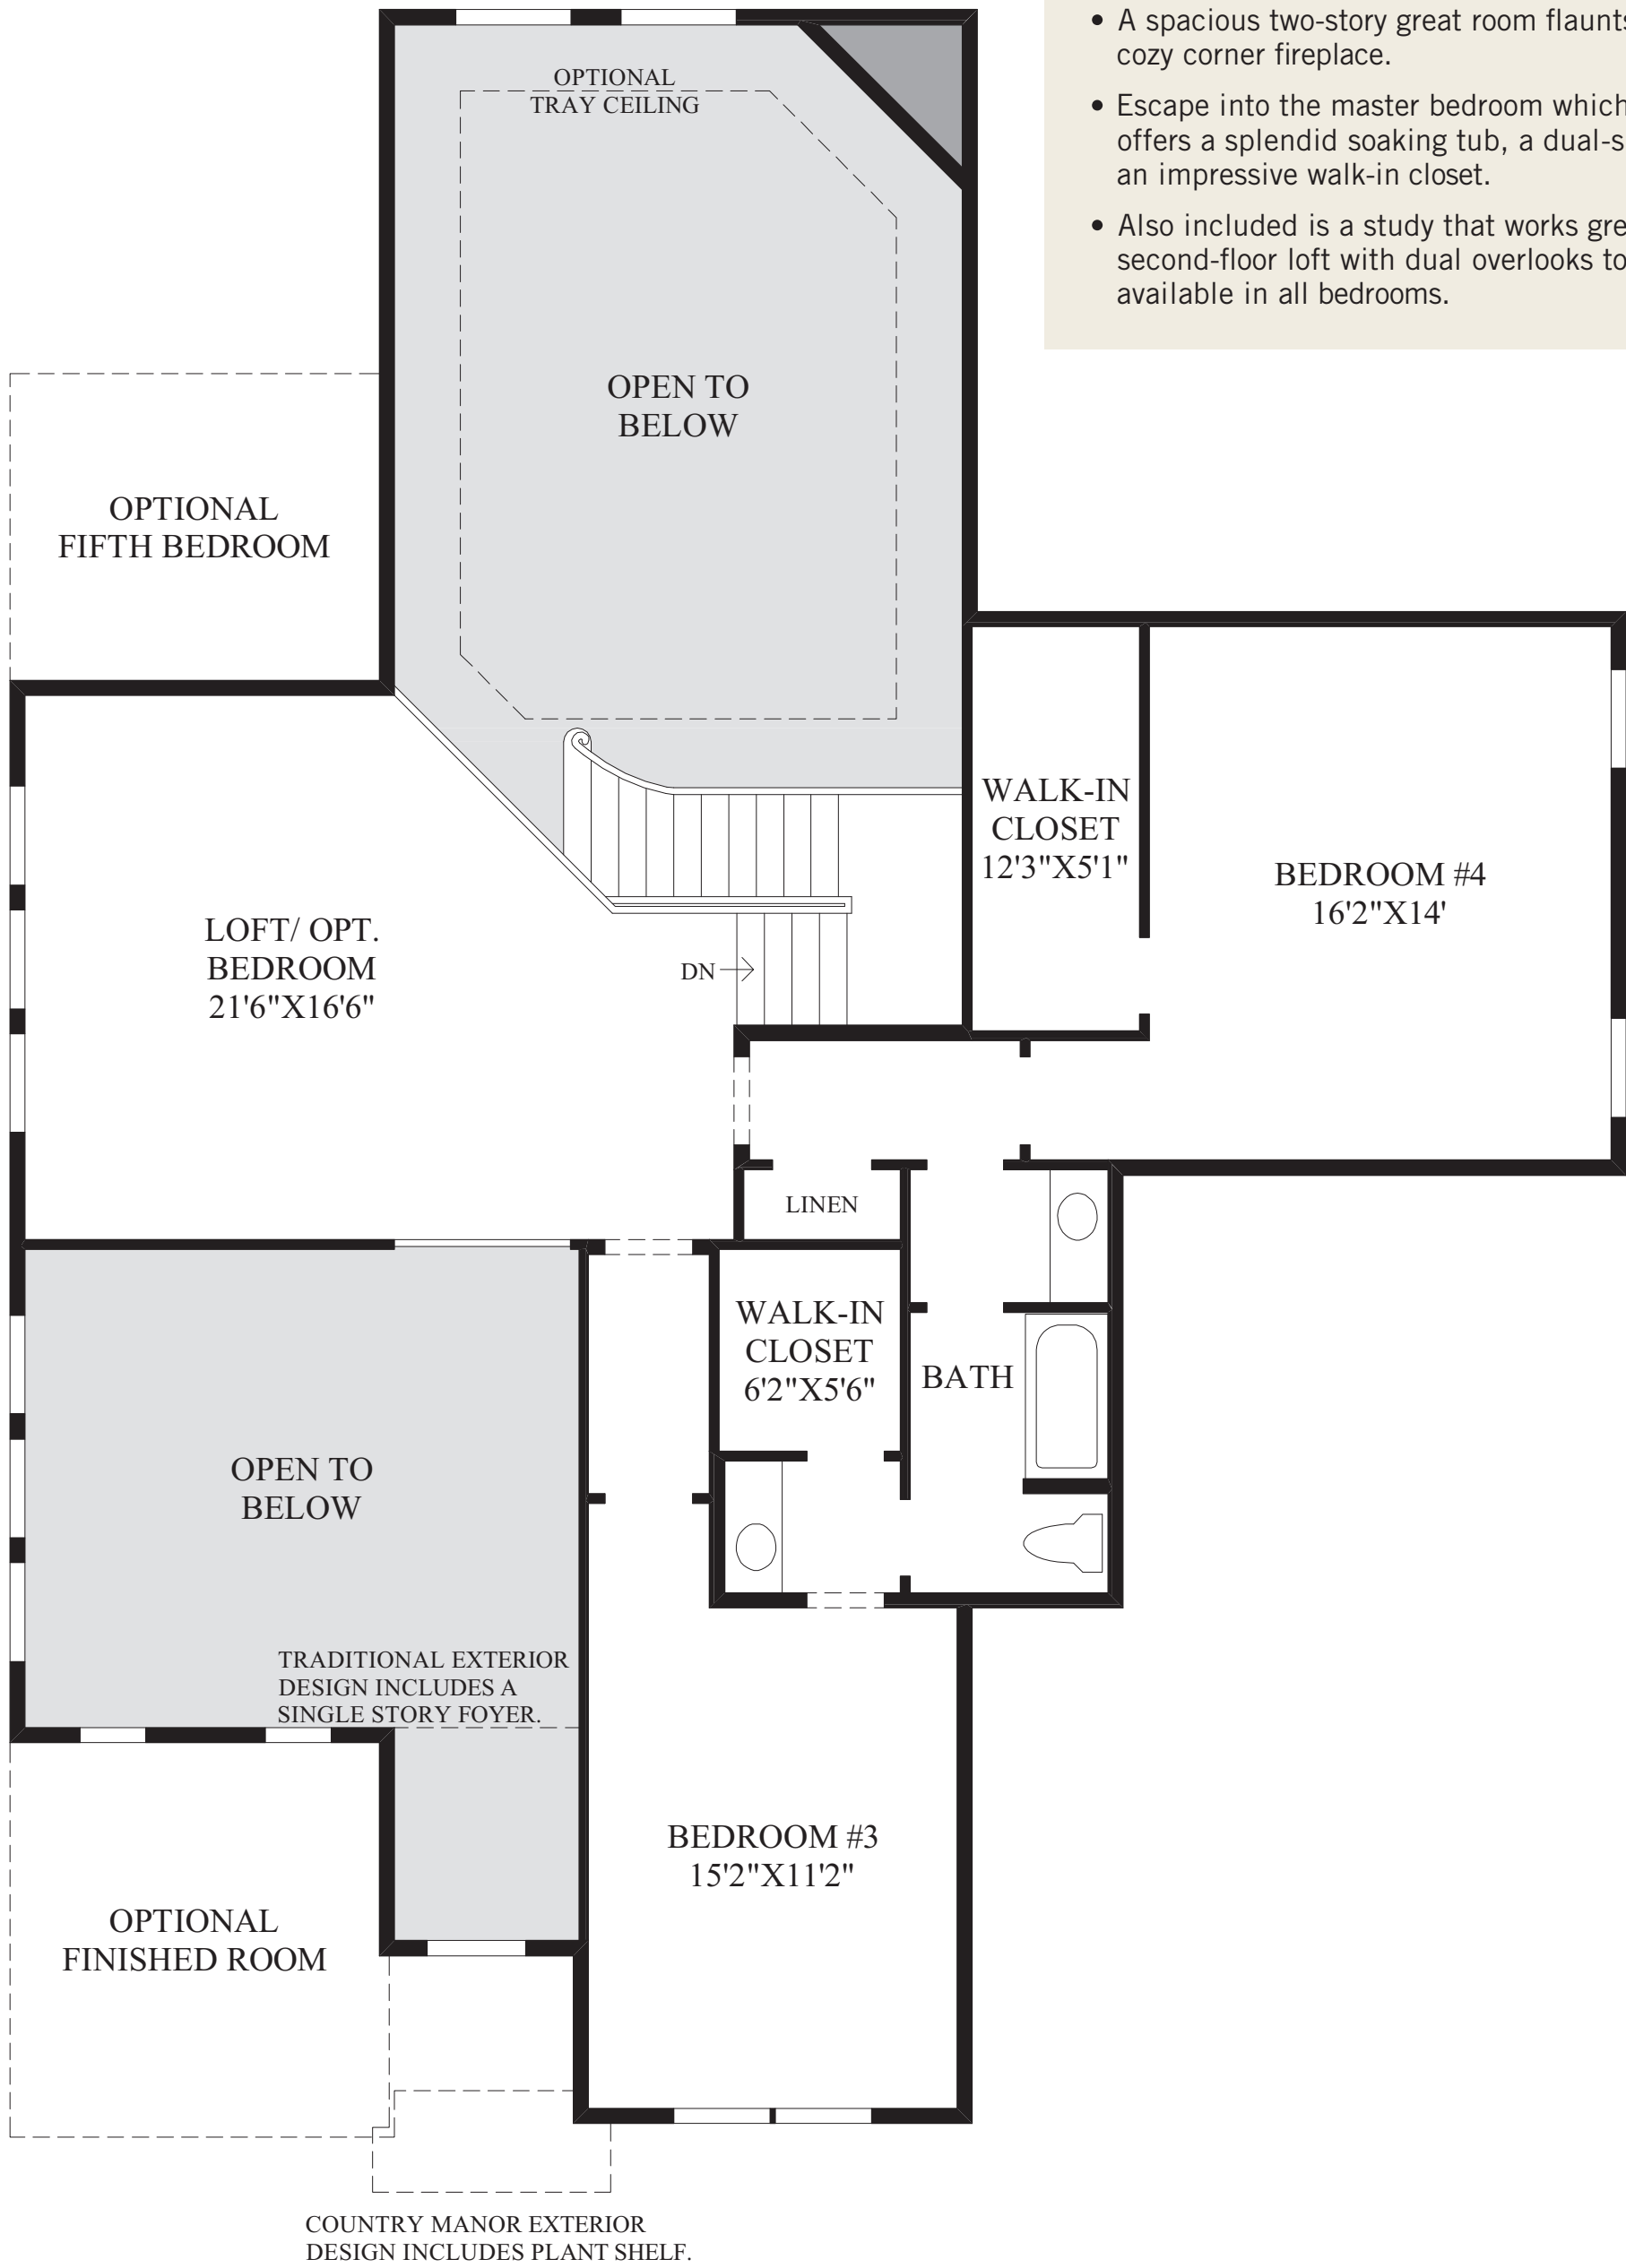 • A spacious two-story great room flaunts
cozy corner fireplace.
• Escape into the master bedroom which
offers a splendid soaking tub, a dual-s
an impressive walk-in closet.
• Also included is a study that works gre
second-floor loft with dual overlooks to
available in all bedrooms.
OPTIONAL
TRAY CEILING
OPEN TO
BELOW
OPTIONAL
FIFTH BEDROOM
WALK-IN
CLOSET
12'3"X5'1"
BEDROOM #4
16'2"X14'
LOFT/ OPT.
BEDROOM
21'6"X16'6"
DN
LINEN
WALK-IN
CLOSET
6'2"X5'6"
BATH
OPEN TO
BELOW
TRADITIONAL EXTERIOR
DESIGN INCLUDES A
SINGLE STORY FOYER.
BEDROOM #3
15'2"X11'2"
OPTIONAL
FINISHED ROOM
COUNTRY MANOR EXTERIOR
DESIGN INCLUDES PLANT SHELF.